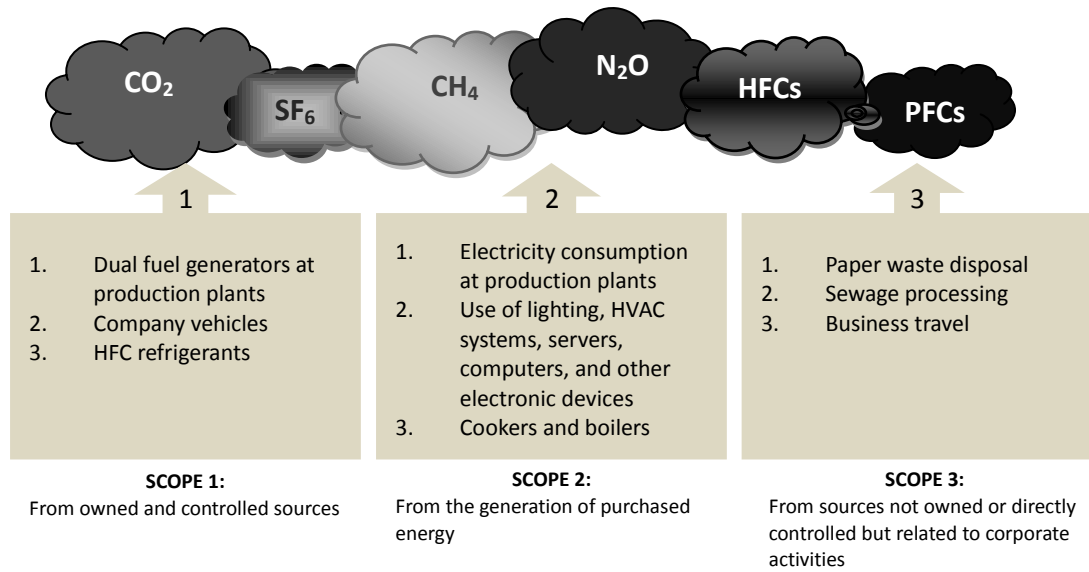 CO₂
SF₆
CH₄
N₂O
HFCs
PFCs
1
1. Dual fuel generators at
production plants
2. Company vehicles
3. HFC refrigerants
SCOPE 1:
From owned and controlled sources
2
1. Electricity consumption
at production plants
2. Use of lighting, HVAC
systems, servers,
computers, and other
electronic devices
3. Cookers and boilers
SCOPE 2:
From the generation of purchased
energy
3
1. Paper waste disposal
2. Sewage processing
3. Business travel
SCOPE 3:
From sources not owned or directly
controlled but related to corporate
activities